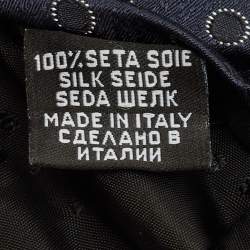 100% SETA SOIE
SILK SEIDE
SEDA ШЕЛК
MADE IN ITALY
СДЕЛАНО В
ИТАЛИИ